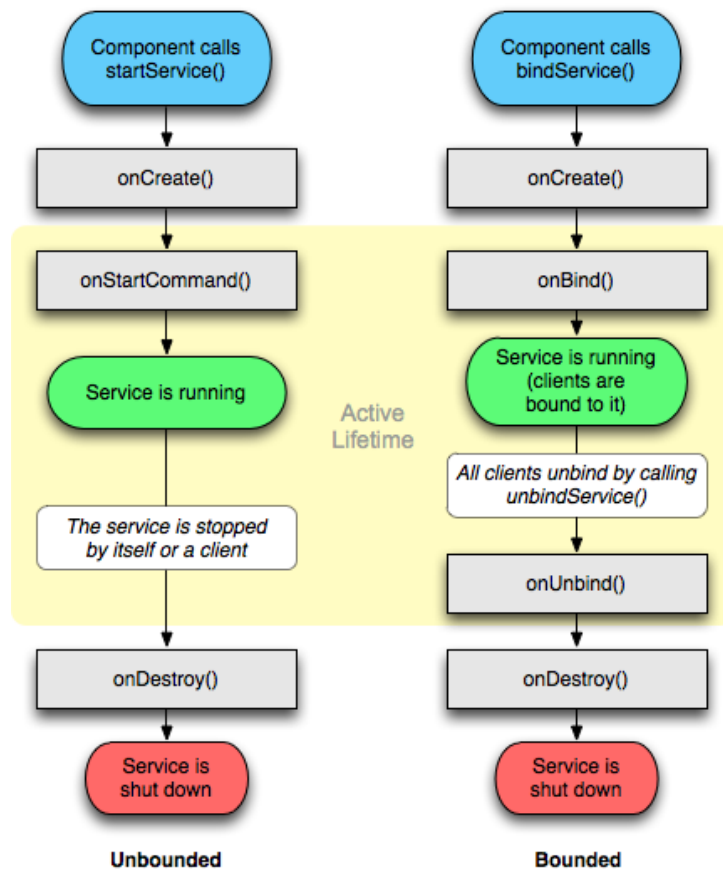 Component calls
startService()
onCreate()
onStartCommand()
Service is running
The service is stopped
by itself or a client
onDestroy()
Service is
shut down
Unbounded
Active
Lifetime
Component calls
bindService()
onCreate()
onBind()
Service is running
(clients are
bound to it)
All clients unbind by calling
unbindService()
onUnbind()
onDestroy()
Service is
shut down
Bounded